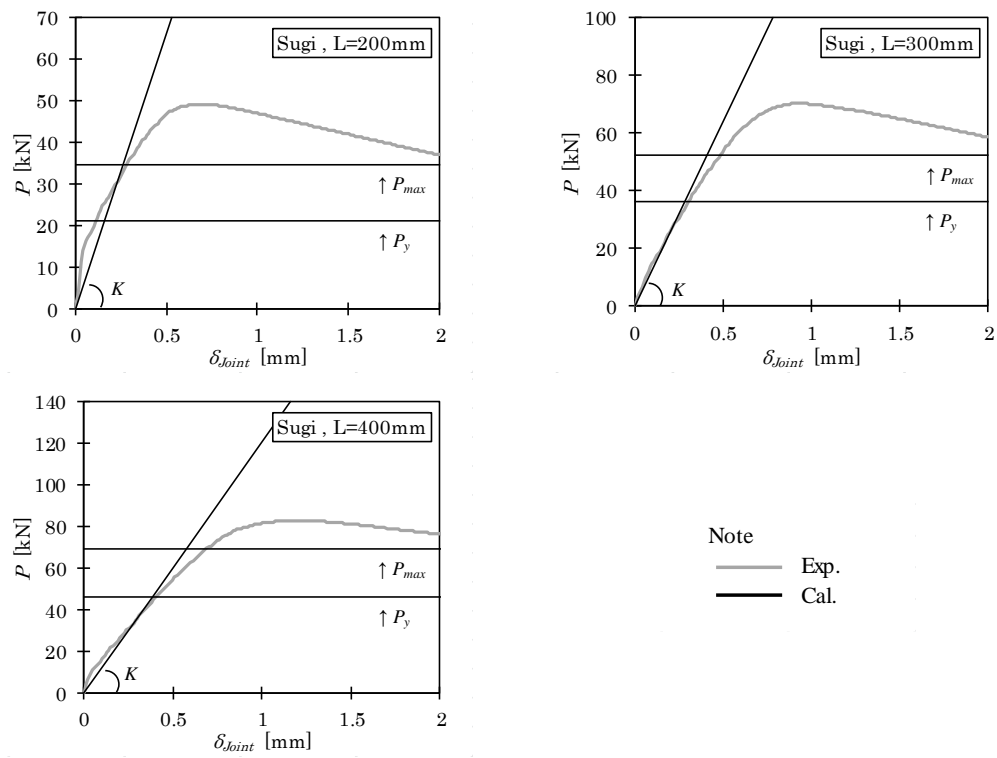 Sugi , L=200mm
P [kN]
70
60
50
40
30
20
10
0
↑ Pmax
↑ Py
K
0 0.5 1 1.5 2
δJoint [mm]
Sugi , L=300mm
P [kN]
100
80
60
40
20
0
↑ Pmax
↑ Py
K
0 0.5 1 1.5 2
δJoint [mm]
Sugi , L=400mm
P [kN]
140
120
100
80
60
40
20
0
↑ Pmax
↑ Py
K
0 0.5 1 1.5 2
δJoint [mm]
Note
Exp.
Cal.